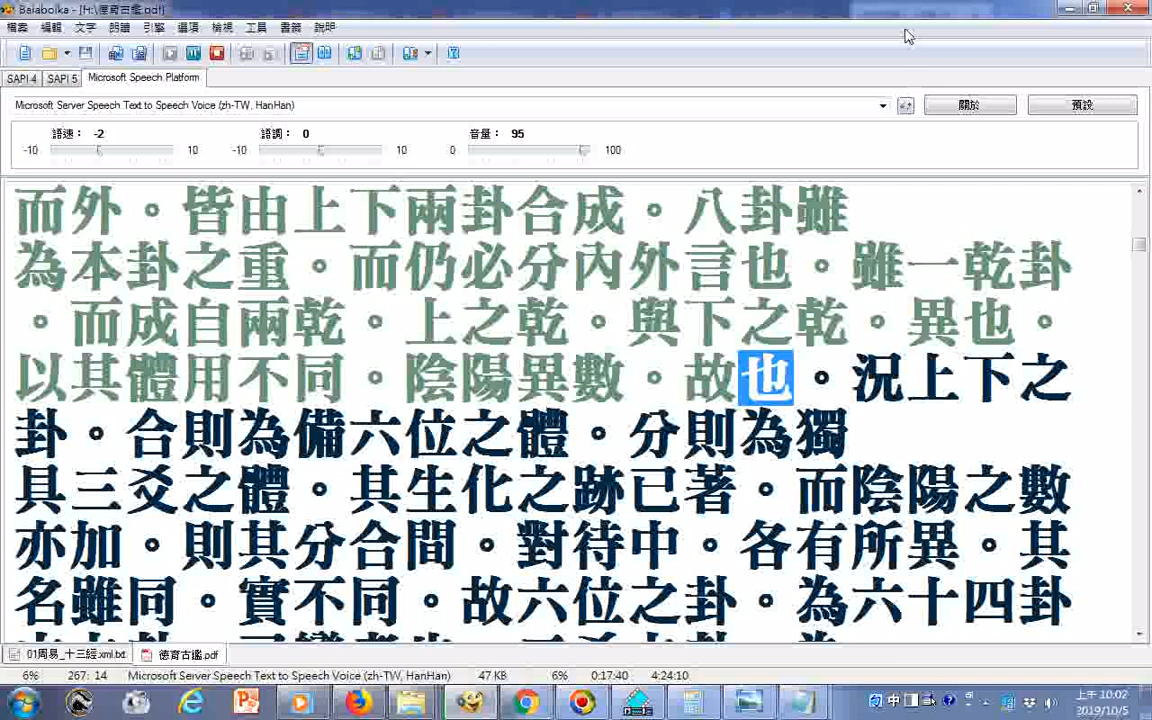 Balabolka - [H:\德育古鑑.pdf]
檔案 編輯 文字 朗讀 引擎 選項 檢視 工具 書籤 說明
SAPI 4 SAPI 5 Microsoft Speech Platform
Microsoft Server Speech Text to Speech Voice (zh-TW, HanHan) 關於 預設
語速： -2 語調： 0 音量： 95
-10 10 -10 10 0 100
而外。皆由上下兩卦合成。八卦雖
為本卦之重。而仍必分內外言也。雖一乾卦
。而成自兩乾。上之乾。與下之乾。異也。
以其體用不同。陰陽異數。故也。況上下之
卦。合則為備六位之體。分則為獨
具三爻之體。其生化之跡已著。而陰陽之數
亦加。則其分合間。對待中。各有所異。其
名雖同。實不同。故六位之卦。為六十四卦
01周易_十三經.xml.txt 德育古鑑.pdf
6% 267: 14 Microsoft Server Speech Text to Speech Voice (zh-TW, HanHan) 47 KB 6% 0:17:40 4:24:10
中
上午 10:02
2019/10/5